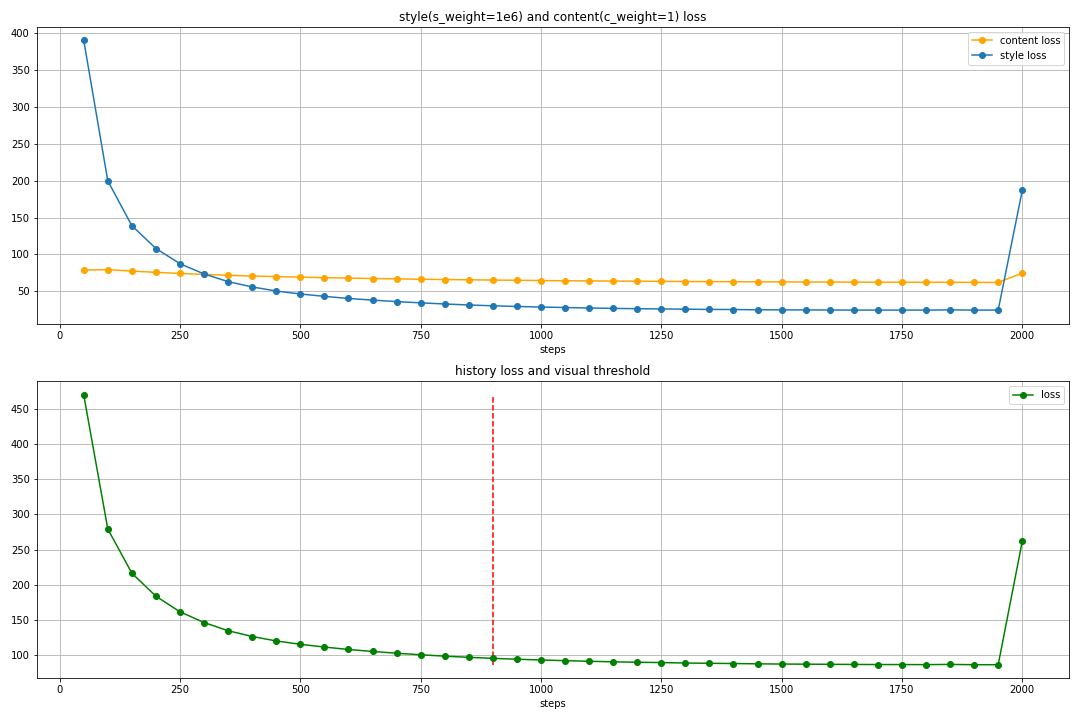 style(s_weight=1e6) and content(c_weight=1) loss
content loss
style loss
400
350
300
250
200
150
100
50
0 250 500 750 1000 1250 1500 1750 2000
steps
history loss and visual threshold
loss
450
400
350
300
250
200
150
100
0 250 500 750 1000 1250 1500 1750 2000
steps